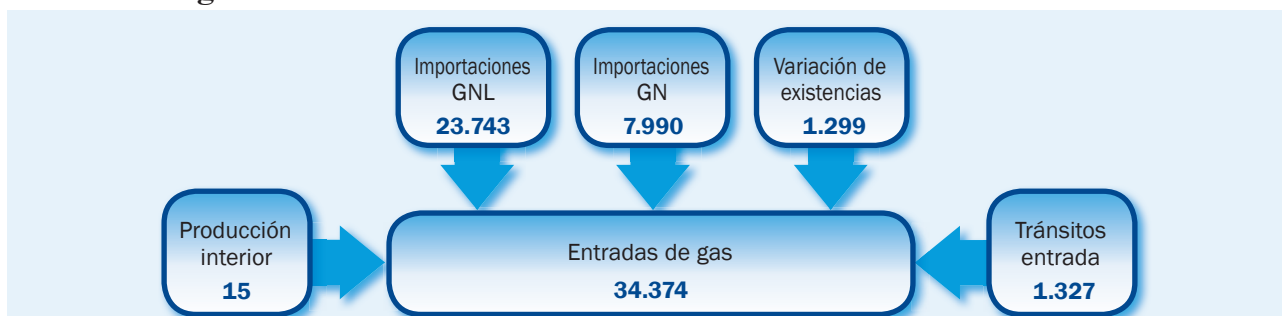 Importaciones
GNL
23.743
Importaciones
GN
7.990
Variación de
existencias
1.299
Producción
interior
15
Entradas de gas
34.374
Tránsitos
entrada
1.327